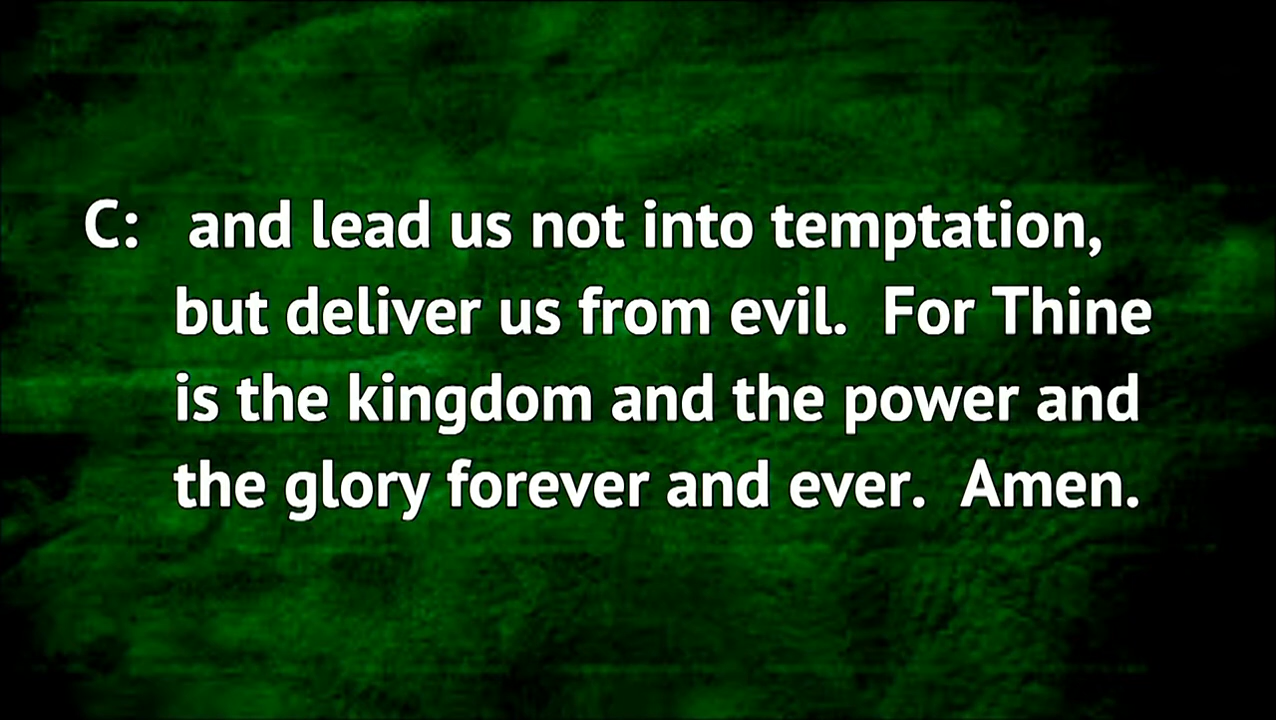 C: and lead us not into temptation,
but deliver us from evil. For Thine
is the kingdom and the power and
the glory forever and ever. Amen.